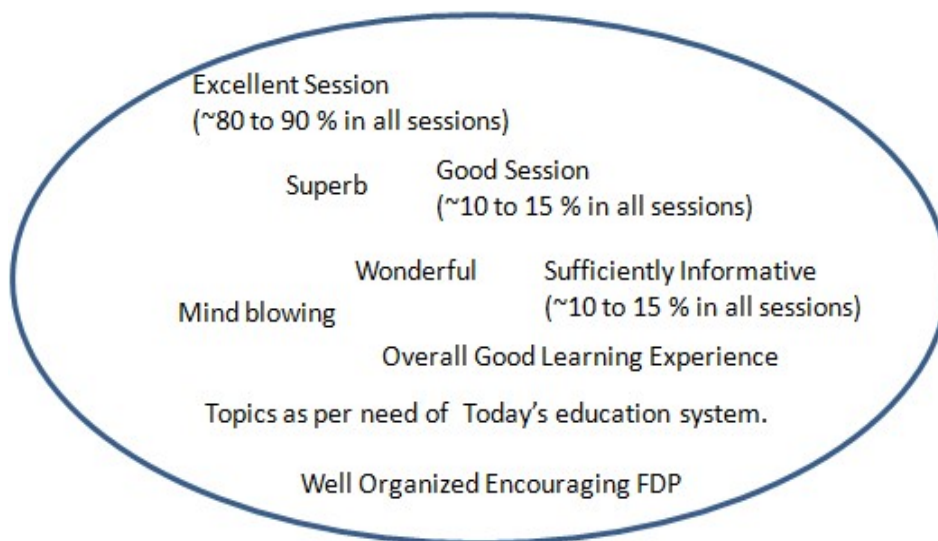 Excellent Session
(~80 to 90 % in all sessions)
Superb
Good Session
(~10 to 15 % in all sessions)
Wonderful
Sufficiently Informative
(~10 to 15 % in all sessions)
Mind blowing
Overall Good Learning Experience
Topics as per need of Today's education system.
Well Organized Encouraging FDP